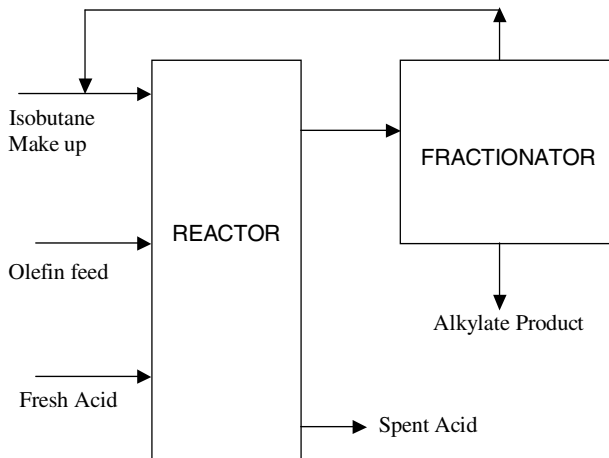 Isobutane
Make up
REACTOR
FRACTIONATOR
Olefin feed
Alkylate Product
Fresh Acid
Spent Acid